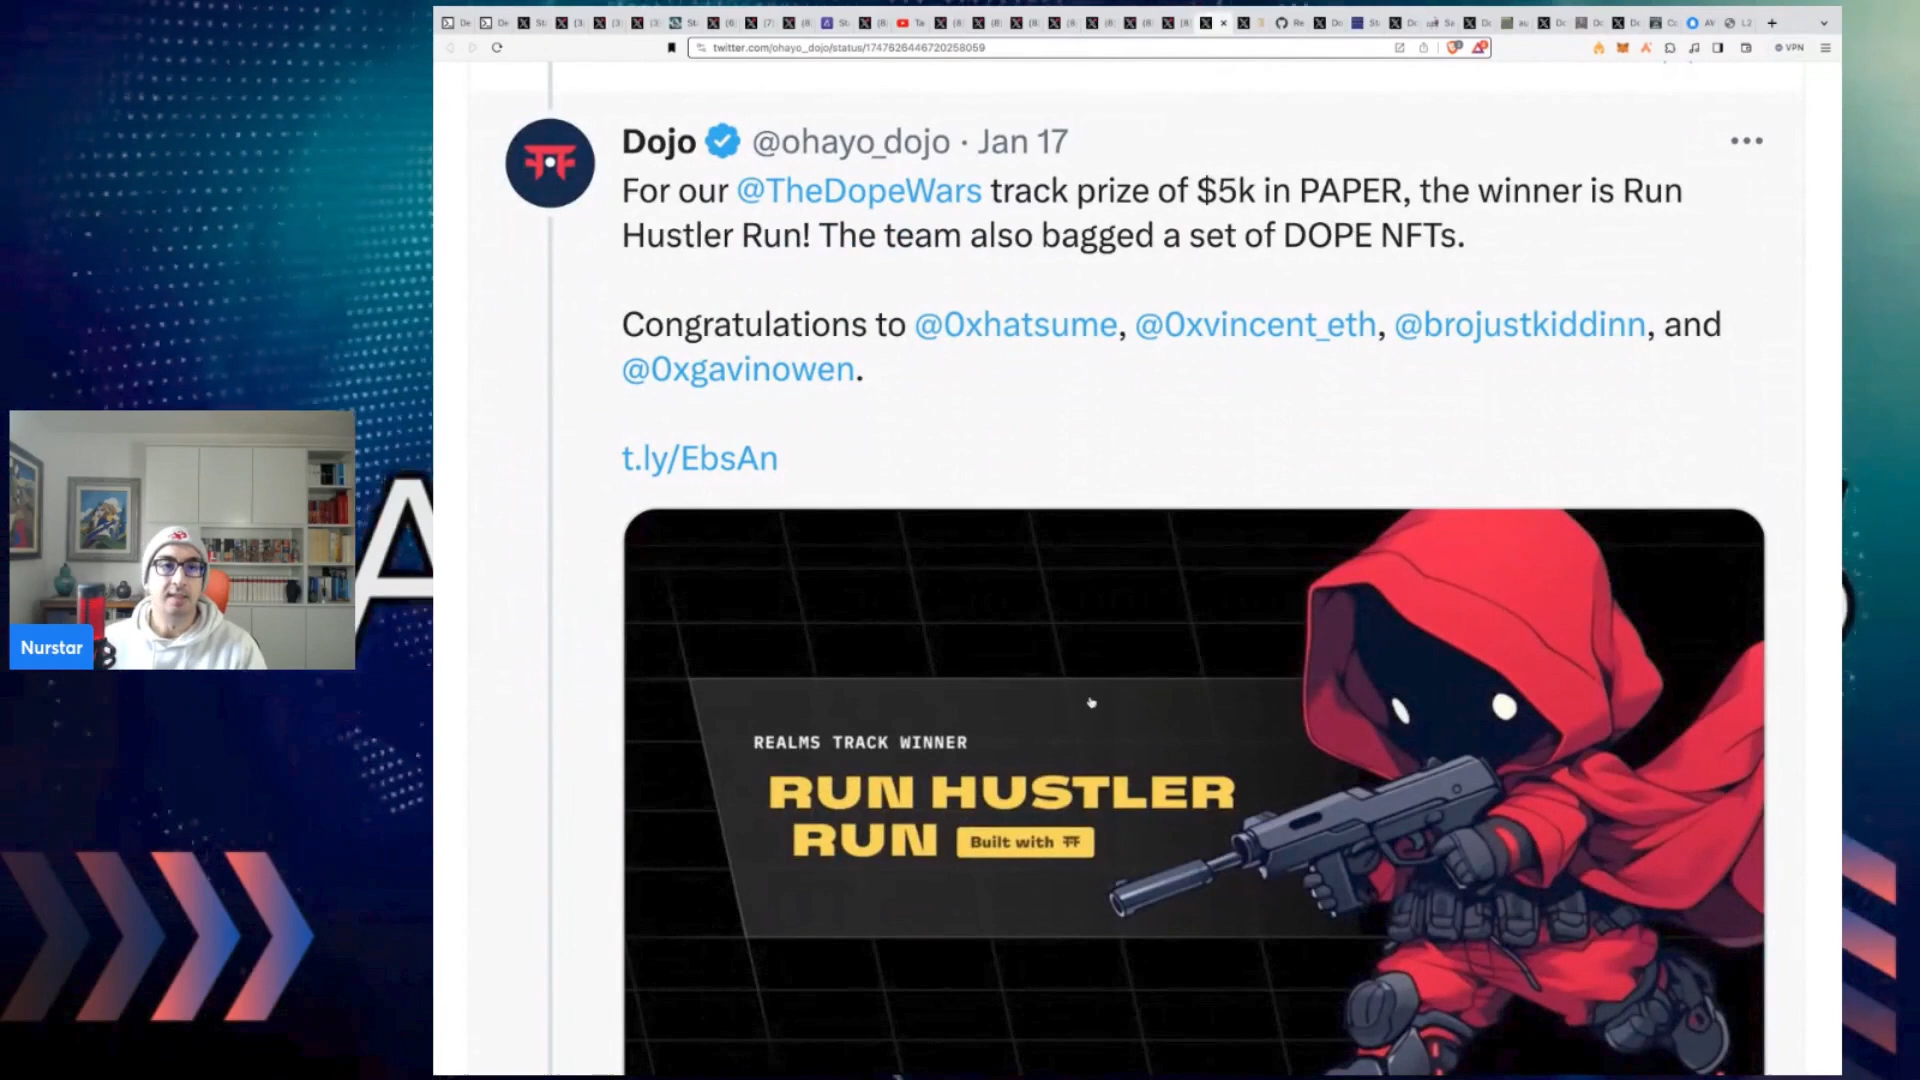 twitter.com/ohayo_dojo/status/1747626446720258059
VPN
Dojo @ohayo_dojo · Jan 17
For our @TheDopeWars track prize of $5k in PAPER, the winner is Run
Hustler Run! The team also bagged a set of DOPE NFTs.
Congratulations to @0xhatsume, @0xvincent_eth, @brojustkiddinn, and
@0xgavinowen.
t.ly/EbsAn
REALMS TRACK WINNER
RUN HUSTLER
RUN Built with
Nurstar
A